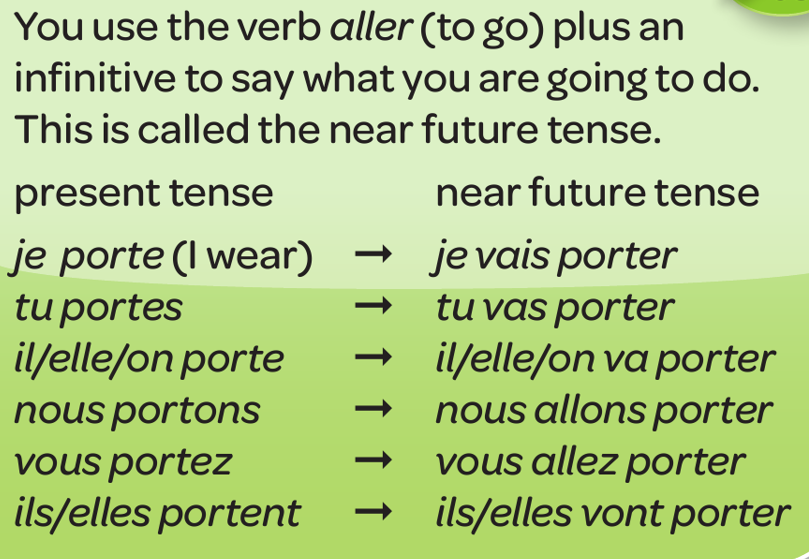 You use the verb aller (to go) plus an
infinitive to say what you are going to do.
This is called the near future tense.
present tense near future tense
je porte (I wear) → je vais porter
tu portes → tu vas porter
il/elle/on porte → il/elle/on va porter
nous portons → nous allons porter
vous portez → vous allez porter
ils/elles portent → ils/elles vont porter